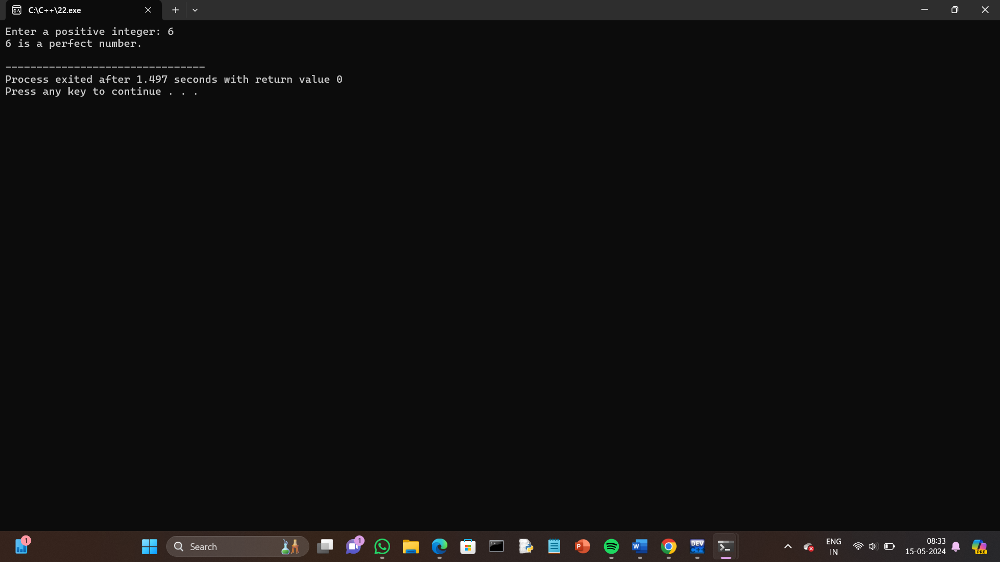 C:\C++\22.exe
Enter a positive integer: 6
6 is a perfect number.
--------------------------------
Process exited after 1.497 seconds with return value 0
Press any key to continue . . .
1
Search
1
W
P
DEV
C++
ENG
IN
08:33
15-05-2024
PRE